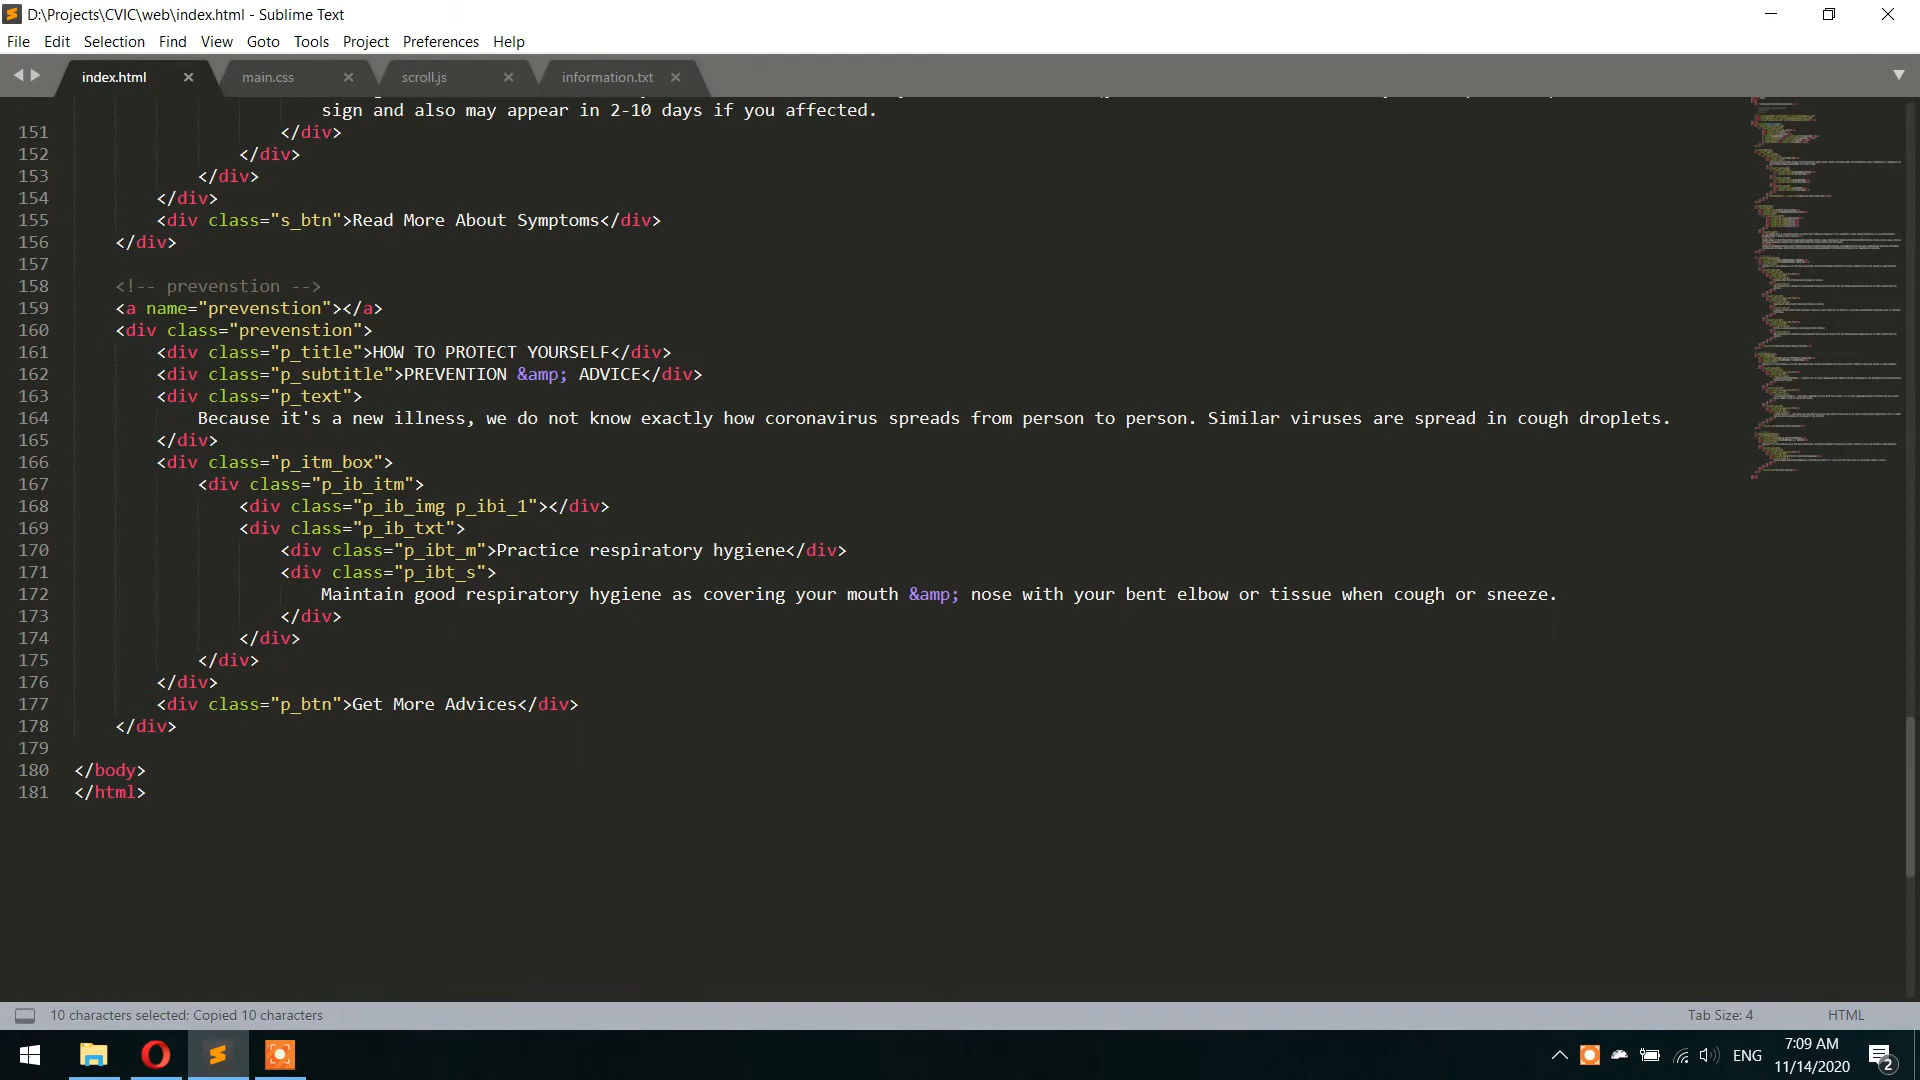 D:\Projects\CVIC\web\index.html - Sublime Text
File Edit Selection Find View Goto Tools Project Preferences Help
index.html main.css scroll.js information.txt
sign and also may appear in 2-10 days if you affected.
151 </div>
152 </div>
153 </div>
154 </div>
155 <div class="s_btn">Read More About Symptoms</div>
156 </div>
157
158 <!-- prevenstion -->
159 <a name="prevenstion"></a>
160 <div class="prevenstion">
161 <div class="p_title">HOW TO PROTECT YOURSELF</div>
162 <div class="p_subtitle">PREVENTION &amp; ADVICE</div>
163 <div class="p_text">
164 Because it's a new illness, we do not know exactly how coronavirus spreads from person to person. Similar viruses are spread in cough droplets.
165 </div>
166 <div class="p_itm_box">
167 <div class="p_ib_itm">
168 <div class="p_ib_img p_ibi_1"></div>
169 <div class="p_ib_txt">
170 <div class="p_ibt_m">Practice respiratory hygiene</div>
171 <div class="p_ibt_s">
172 Maintain good respiratory hygiene as covering your mouth &amp; nose with your bent elbow or tissue when cough or sneeze.
173 </div>
174 </div>
175 </div>
176 </div>
177 <div class="p_btn">Get More Advices</div>
178 </div>
179
180 </body>
181 </html>
10 characters selected; Copied 10 characters
Tab Size: 4 HTML
ENG
7:09 AM
11/14/2020
2